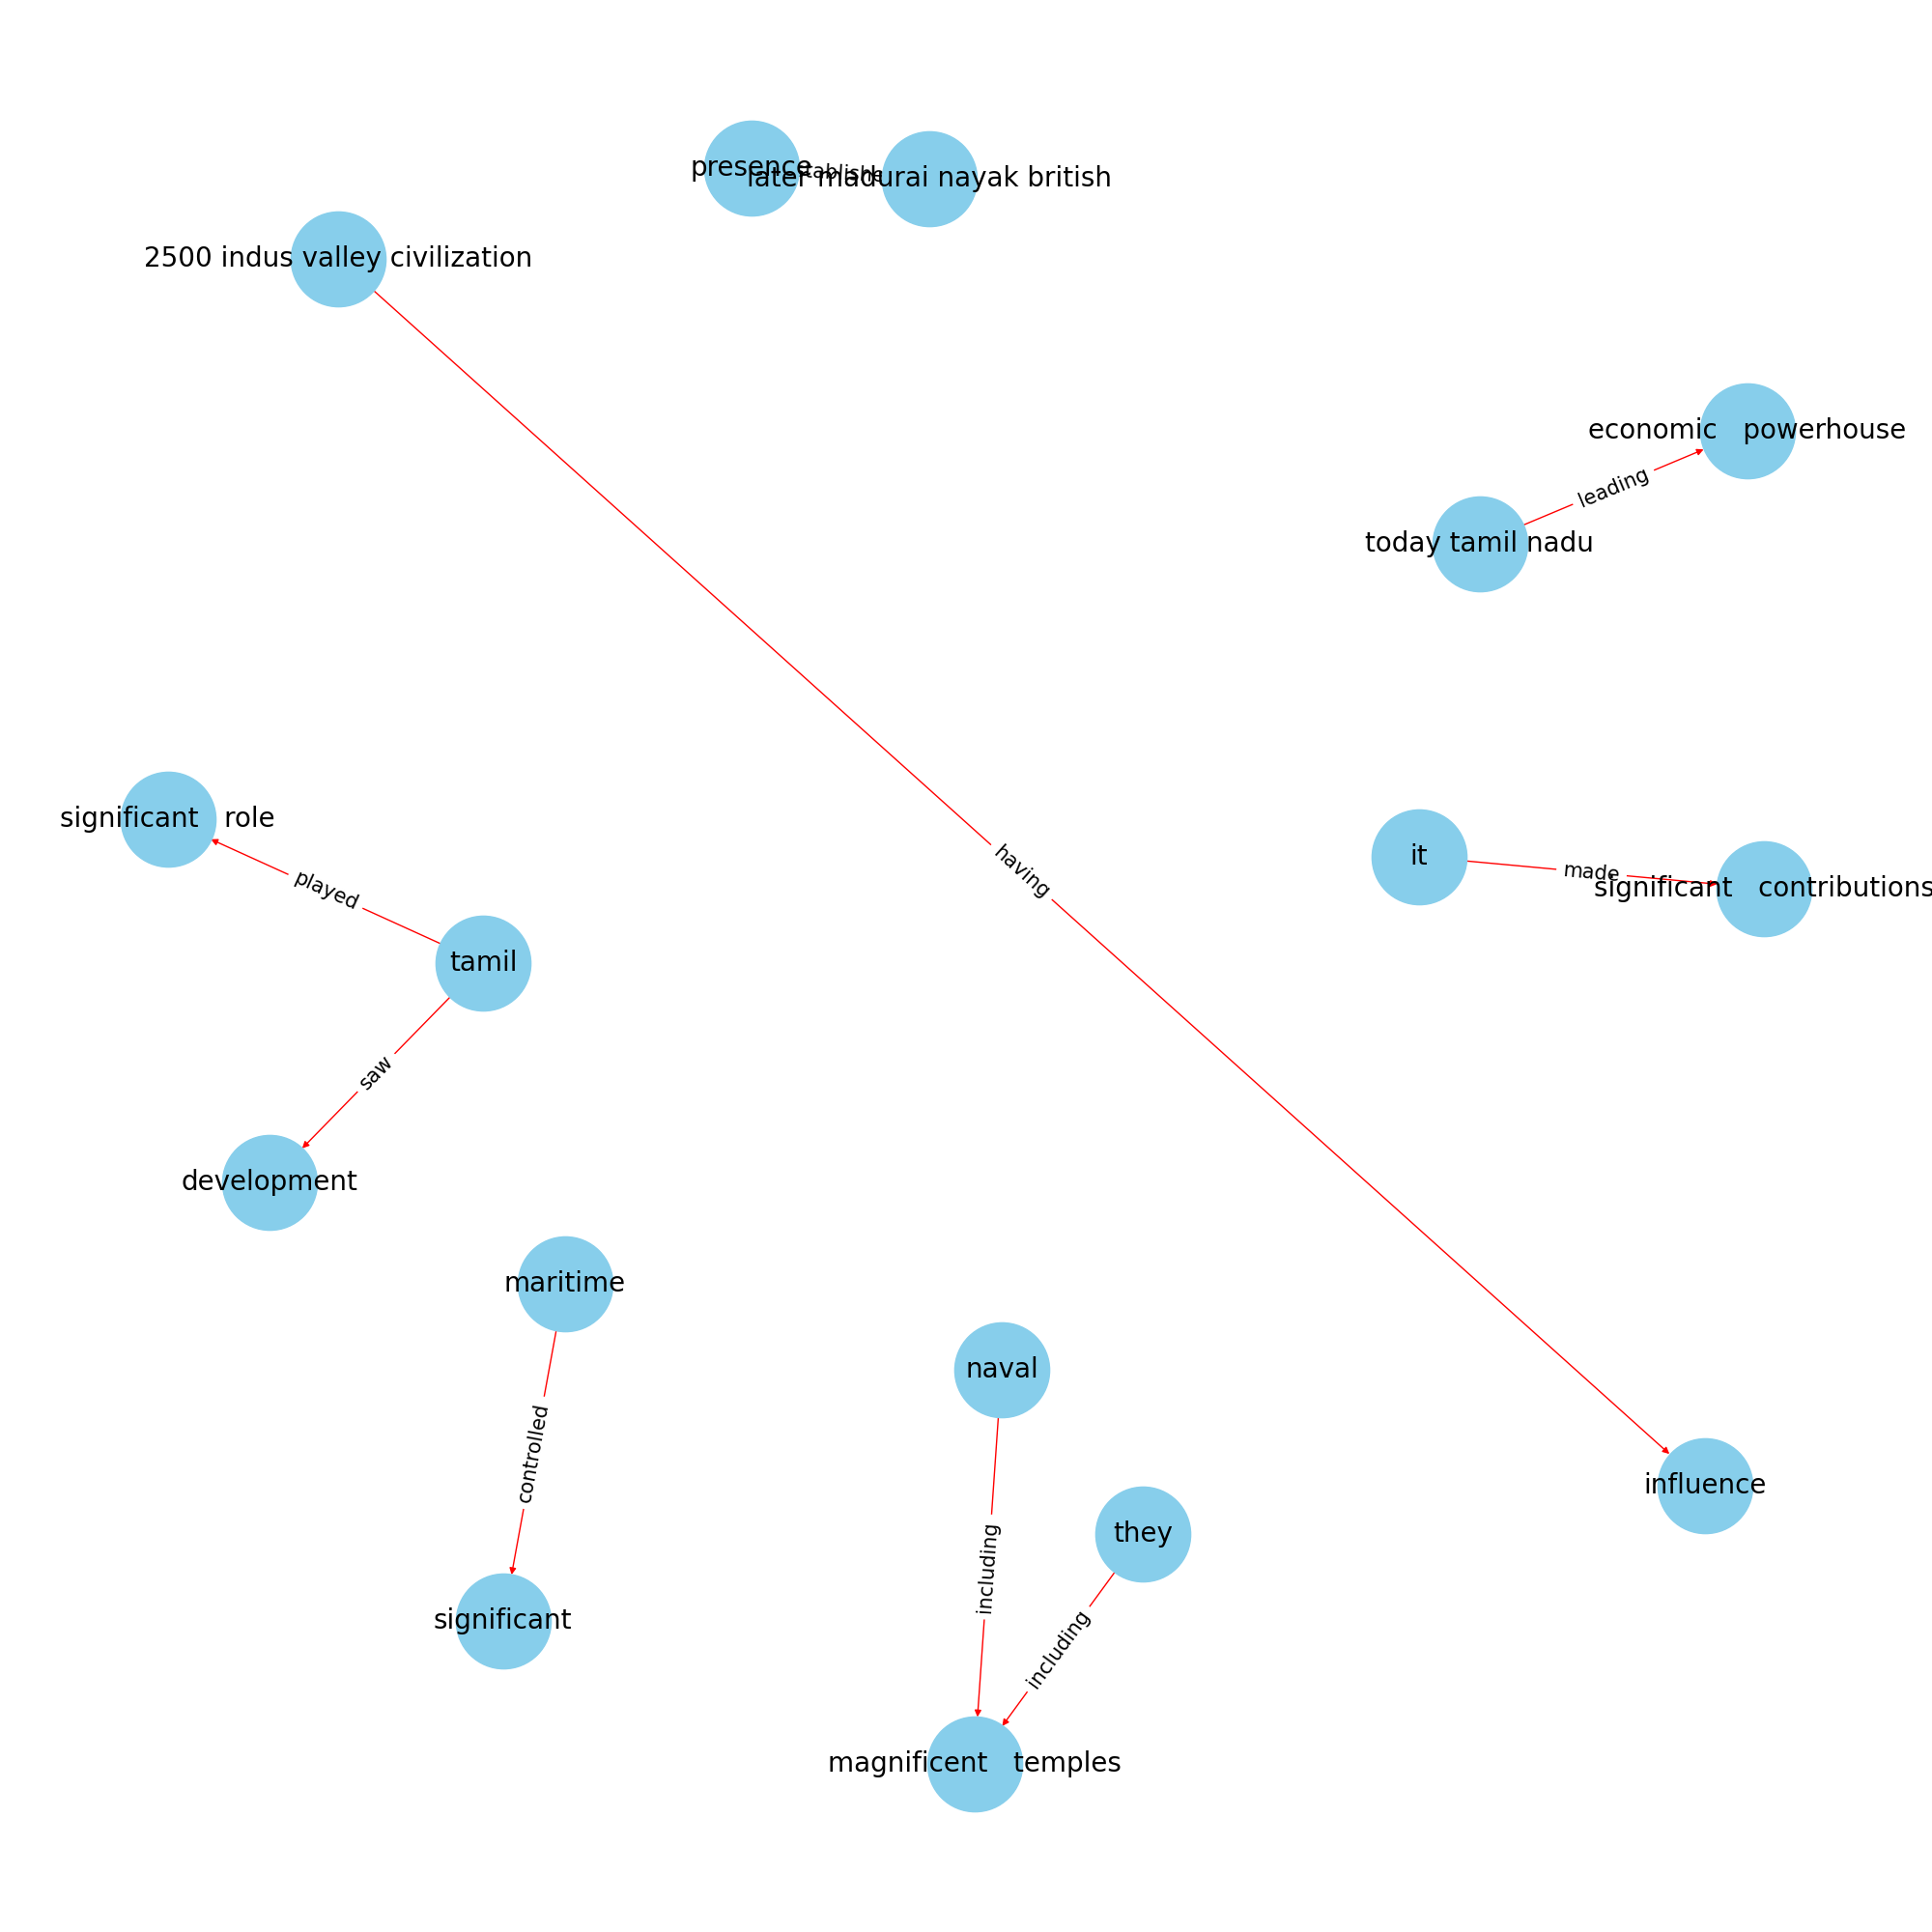 presence
later madurai nayak british
2500 indus valley civilization
economic powerhouse
leading
today tamil nadu
significant role
played
tamil
having
it
made
significant contributions
saw
development
maritime
controlled
significant
naval
including
they
including
influence
magnificent temples